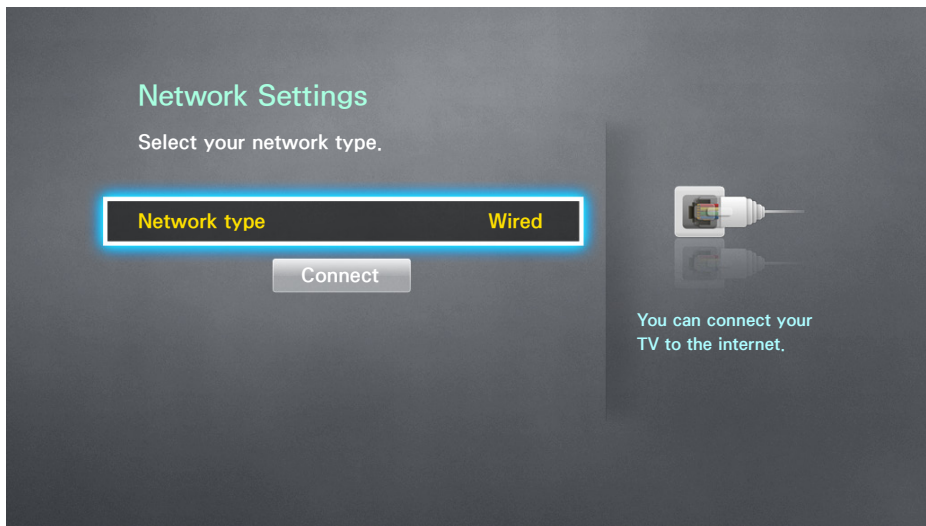 Network Settings
Select your network type.
Network type Wired
Connect
You can connect your
TV to the internet.